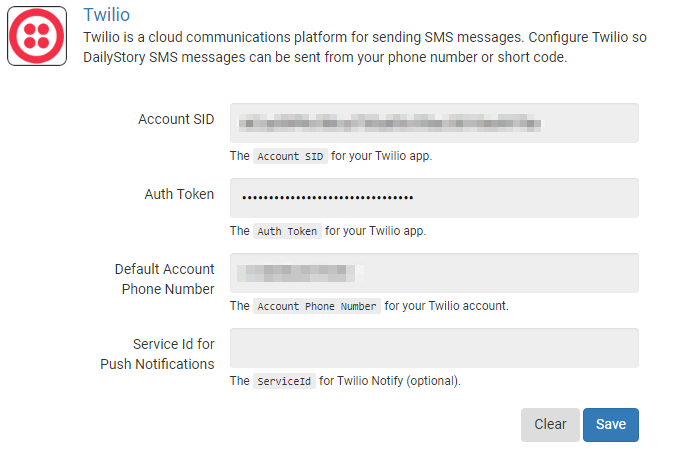 Twilio
Twilio is a cloud communications platform for sending SMS messages. Configure Twilio so
DailyStory SMS messages can be sent from your phone number or short code.
Account SID
The Account SID for your Twilio app.
Auth Token
••••••••••••••••••••••••••••••••
The Auth Token for your Twilio app.
Default Account
Phone Number
The Account Phone Number for your Twilio account.
Service Id for
Push Notifications
The ServiceId for Twilio Notify (optional).
Clear Save